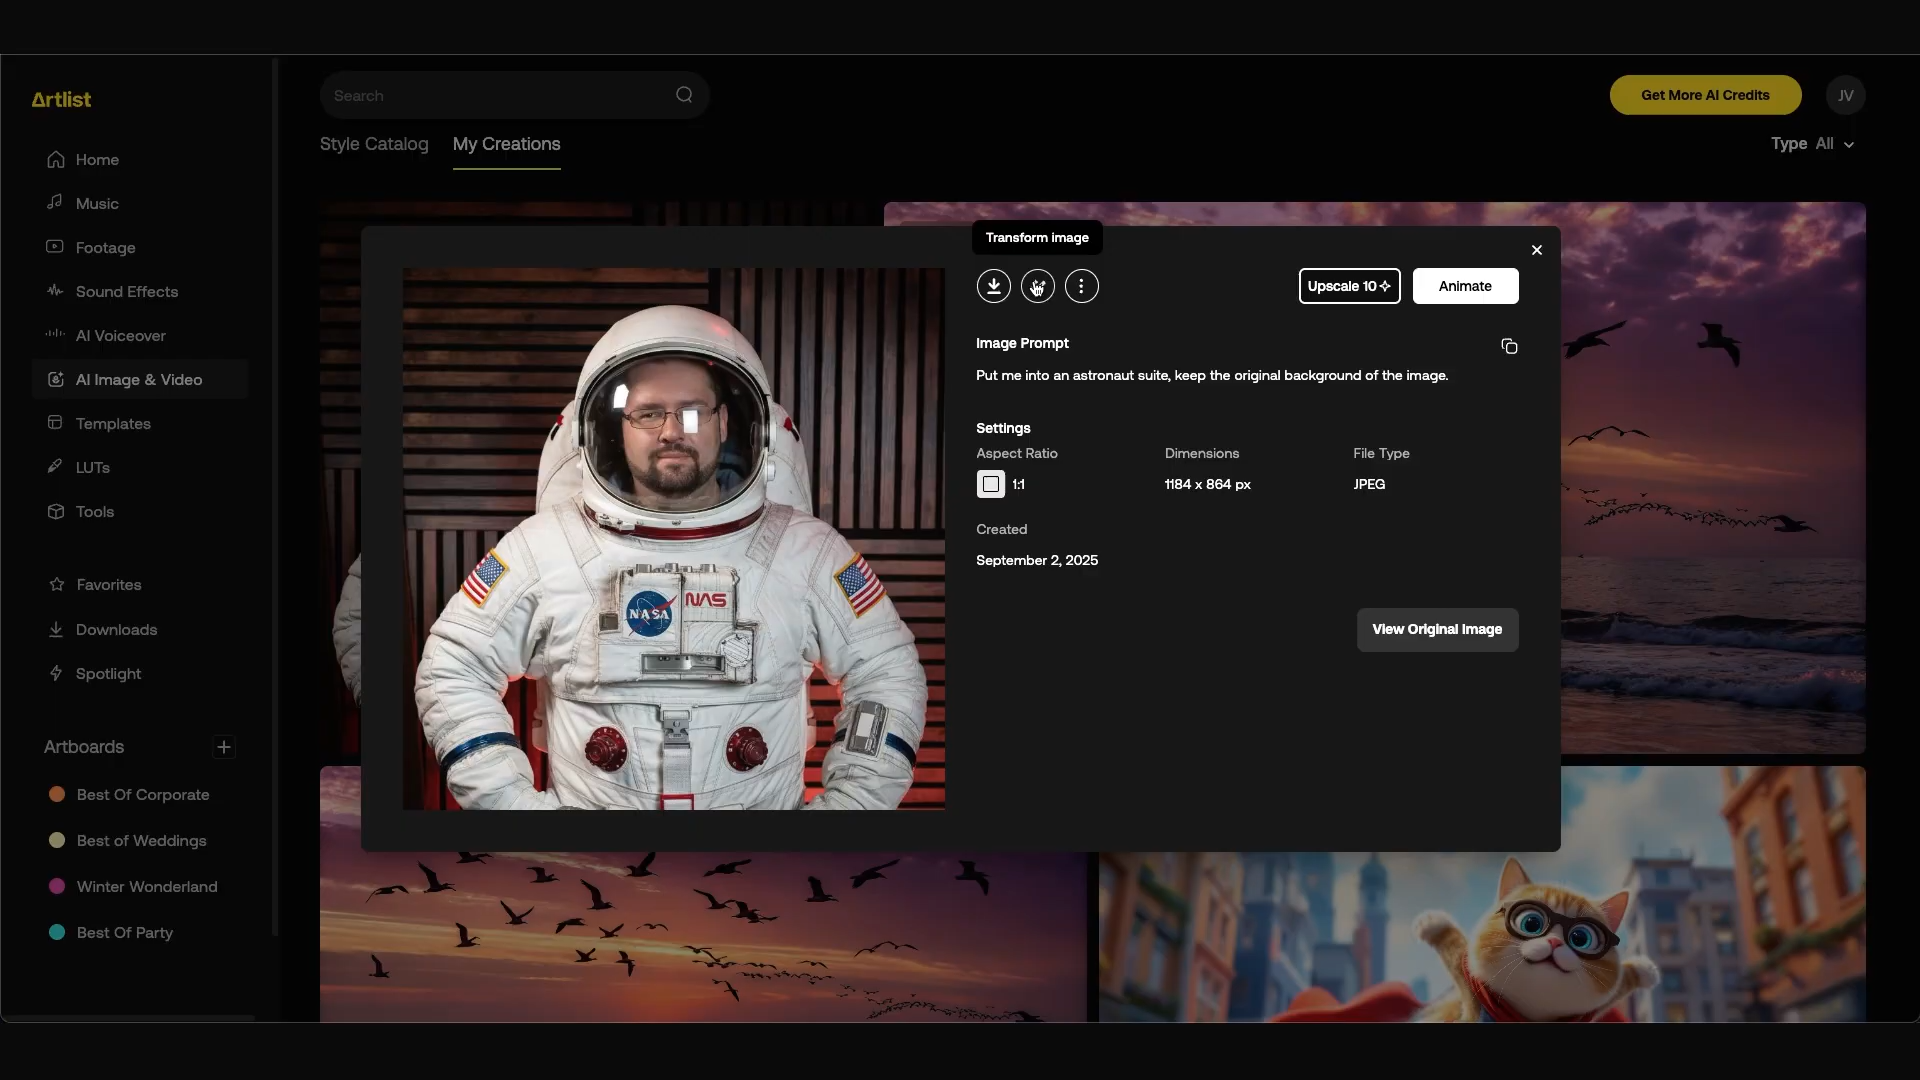 Artlist
Search
Get More AI Credits
JV
Style Catalog
My Creations
Type All
Home
Music
Footage
Sound Effects
AI Voiceover
AI Image & Video
Templates
LUTs
Tools
Favorites
Downloads
Spotlight
Artboards
Best Of Corporate
Best of Weddings
Winter Wonderland
Best Of Party
Transform image
Upscale 10
Animate
Image Prompt
Put me into an astronaut suite, keep the original background of the image.
Settings
Aspect Ratio
Dimensions
File Type
1:1
1184 x 864 px
JPEG
Created
September 2, 2025
View Original Image
NASA
NAS